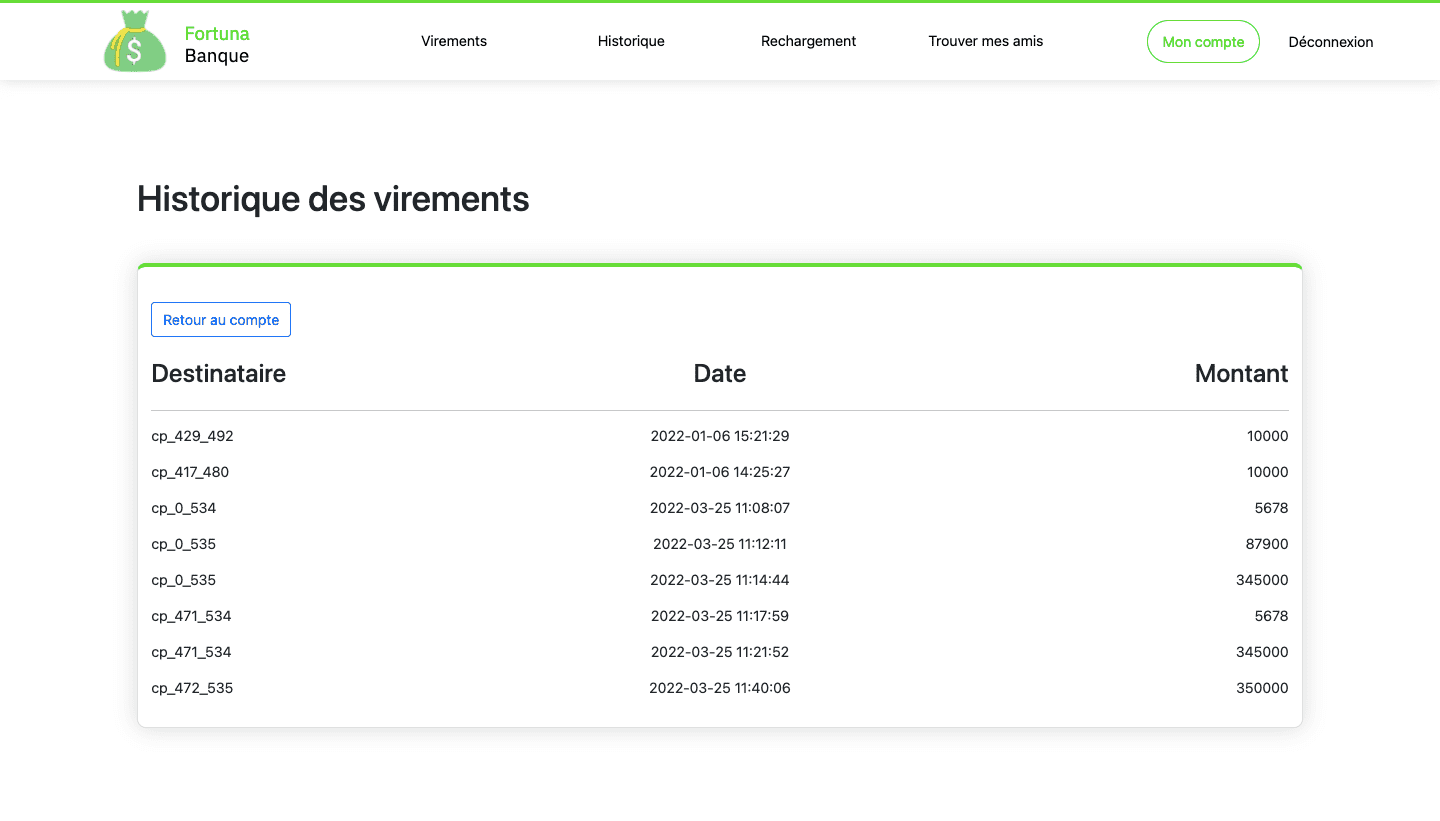 Fortuna
Banque
$
Virements Historique Rechargement Trouver mes amis Mon compte Déconnexion
Historique des virements
Retour au compte
Destinataire Date Montant
cp_429_492 2022-01-06 15:21:29 10000
cp_417_480 2022-01-06 14:25:27 10000
cp_0_534 2022-03-25 11:08:07 5678
cp_0_535 2022-03-25 11:12:11 87900
cp_0_535 2022-03-25 11:14:44 345000
cp_471_534 2022-03-25 11:17:59 5678
cp_471_534 2022-03-25 11:21:52 345000
cp_472_535 2022-03-25 11:40:06 350000